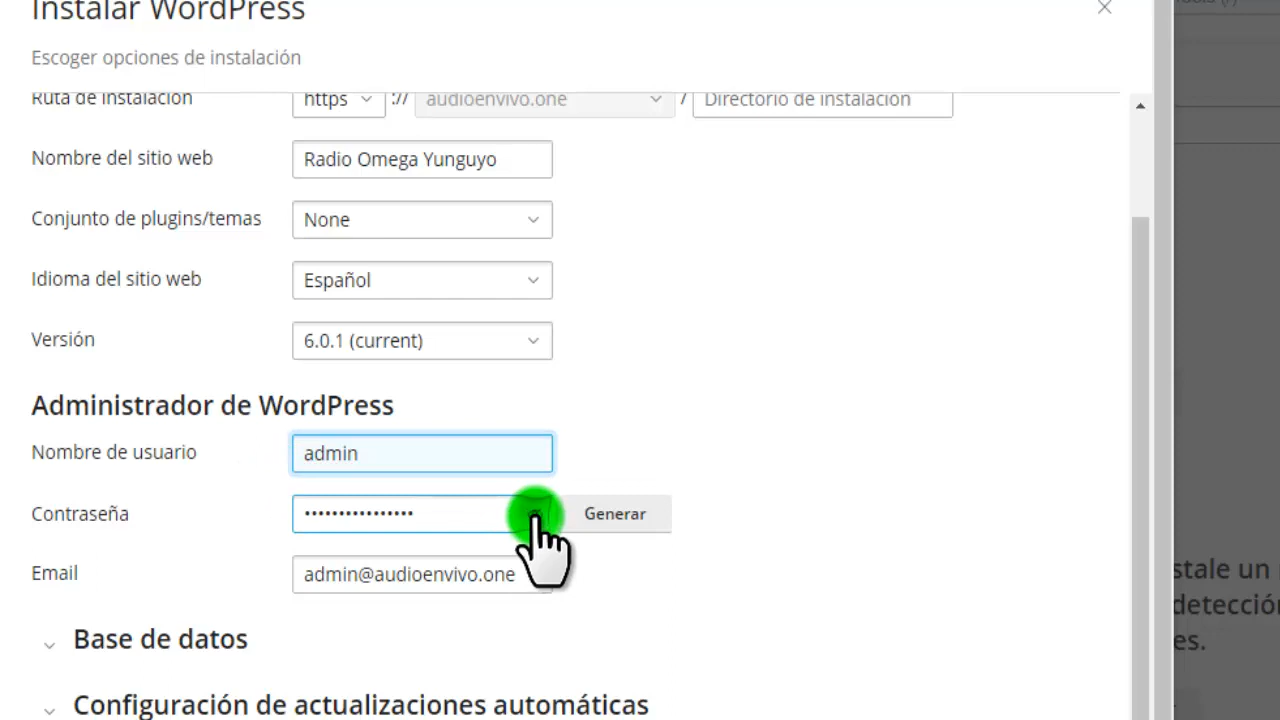 Instalar WordPress
Escoger opciones de instalación
Ruta de instalación https :// audioenvivo.one / Directorio de instalación
Nombre del sitio web Radio Omega Yunguyo
Conjunto de plugins/temas None
Idioma del sitio web Español
Versión 6.0.1 (current)
Administrador de WordPress
Nombre de usuario admin
Contraseña •••••••••••••••• Generar
Email admin@audioenvivo.one
stale un
Base de datos
detecció
es.
Configuración de actualizaciones automáticas